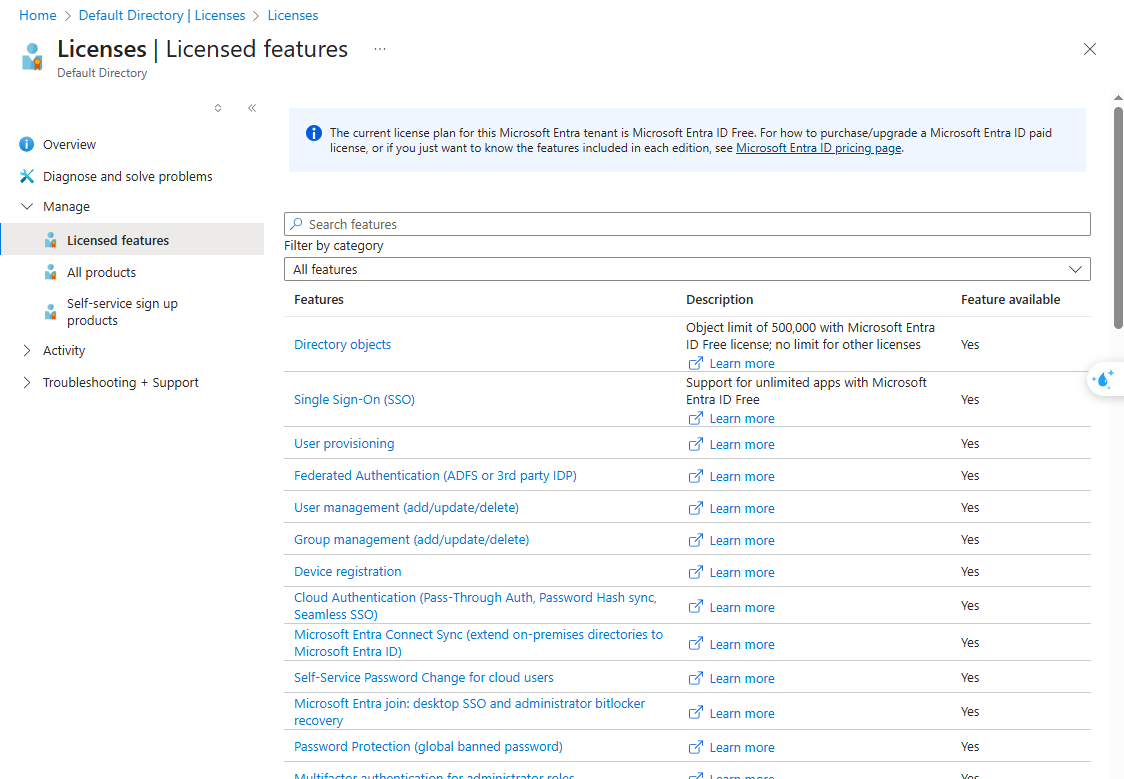 Home > Default Directory | Licenses > Licenses
Licenses | Licensed features ...
Default Directory
Overview
Diagnose and solve problems
Manage
Licensed features
All products
Self-service sign up
products
Activity
Troubleshooting + Support
The current license plan for this Microsoft Entra tenant is Microsoft Entra ID Free. For how to purchase/upgrade a Microsoft Entra ID paid
license, or if you just want to know the features included in each edition, see Microsoft Entra ID pricing page.
Search features
Filter by category
All features
Features Description Feature available
Directory objects
Object limit of 500,000 with Microsoft Entra
ID Free license; no limit for other licenses
Learn more
Yes
Single Sign-On (SSO)
Support for unlimited apps with Microsoft
Entra ID Free
Learn more
Yes
User provisioning Learn more Yes
Federated Authentication (ADFS or 3rd party IDP) Learn more Yes
User management (add/update/delete) Learn more Yes
Group management (add/update/delete) Learn more Yes
Device registration Learn more Yes
Cloud Authentication (Pass-Through Auth, Password Hash sync,
Seamless SSO)
Learn more Yes
Microsoft Entra Connect Sync (extend on-premises directories to
Microsoft Entra ID)
Learn more Yes
Self-Service Password Change for cloud users Learn more Yes
Microsoft Entra join: desktop SSO and administrator bitlocker
recovery
Learn more Yes
Password Protection (global banned password) Learn more Yes
Multifactor authentication for administrator roles Learn more Yes